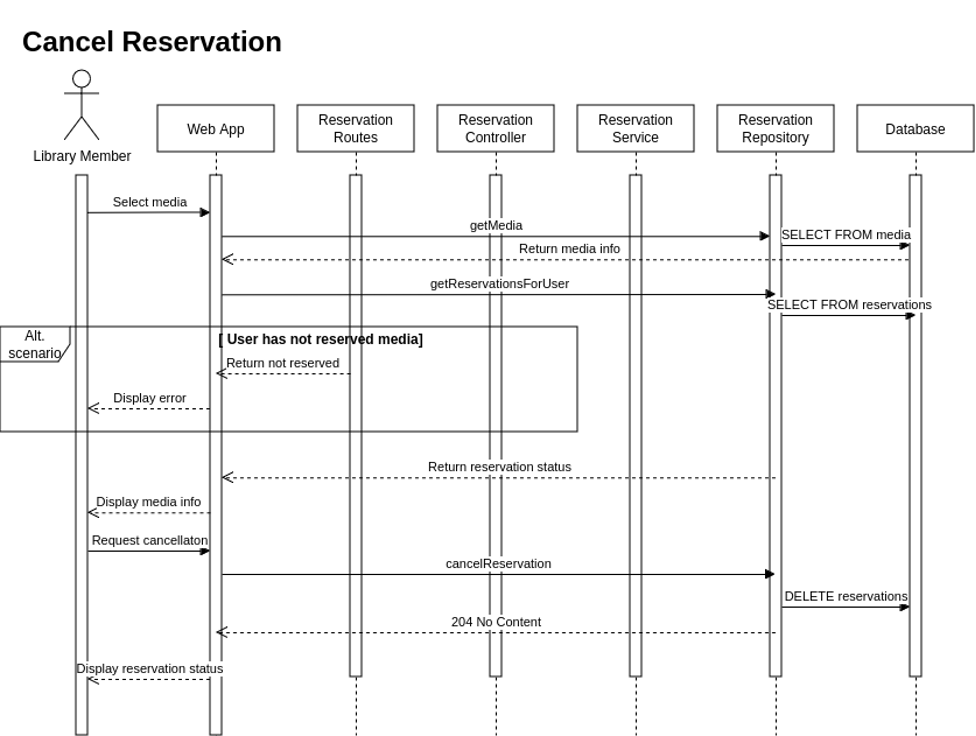 Cancel Reservation
Library Member
Web App
Reservation
Routes
Reservation
Controller
Reservation
Service
Reservation
Repository
Database
Select media
getMedia
SELECT FROM media
Return media info
getReservationsForUser
SELECT FROM reservations
Alt.
scenario
[ User has not reserved media]
Return not reserved
Display error
Return reservation status
Display media info
Request cancellaton
cancelReservation
DELETE reservations
204 No Content
Display reservation status